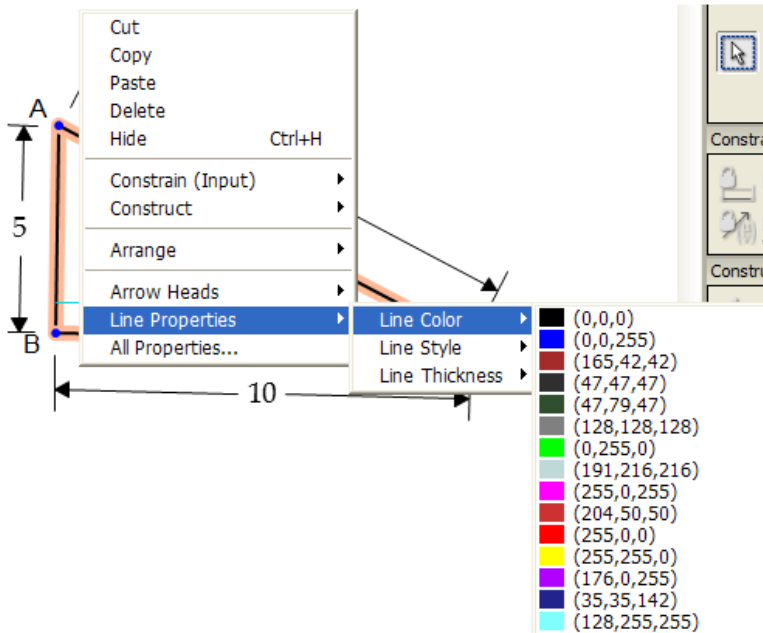 Cut
Copy
Paste
Delete
Hide Ctrl+H
Constrain (Input)
Construct
Arrange
Arrow Heads
Line Properties
All Properties...
Line Color
Line Style
Line Thickness
(0,0,0)
(0,0,255)
(165,42,42)
(47,47,47)
(47,79,47)
(128,128,128)
(0,255,0)
(191,216,216)
(255,0,255)
(204,50,50)
(255,0,0)
(255,255,0)
(176,0,255)
(35,35,142)
(128,255,255)
A
5
B
10
Constra
Constru